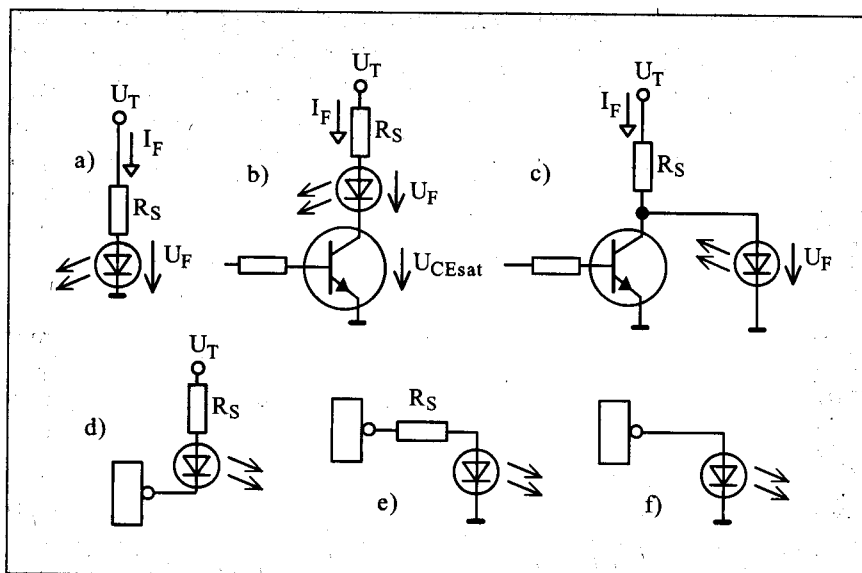 a)
U_T
I_F
R_S
U_F
b)
U_T
I_F
R_S
U_F
U_CEsat
c)
U_T
I_F
R_S
U_F
d)
U_T
R_S
e)
R_S
f)